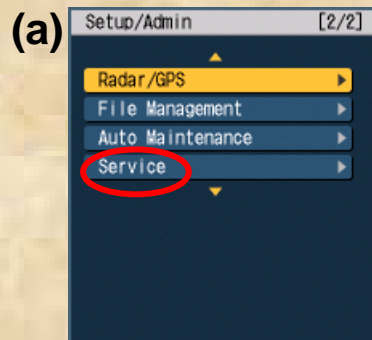 (a)
Setup/Admin [2/2]
Radar/GPS
File Management
Auto Maintenance
Service